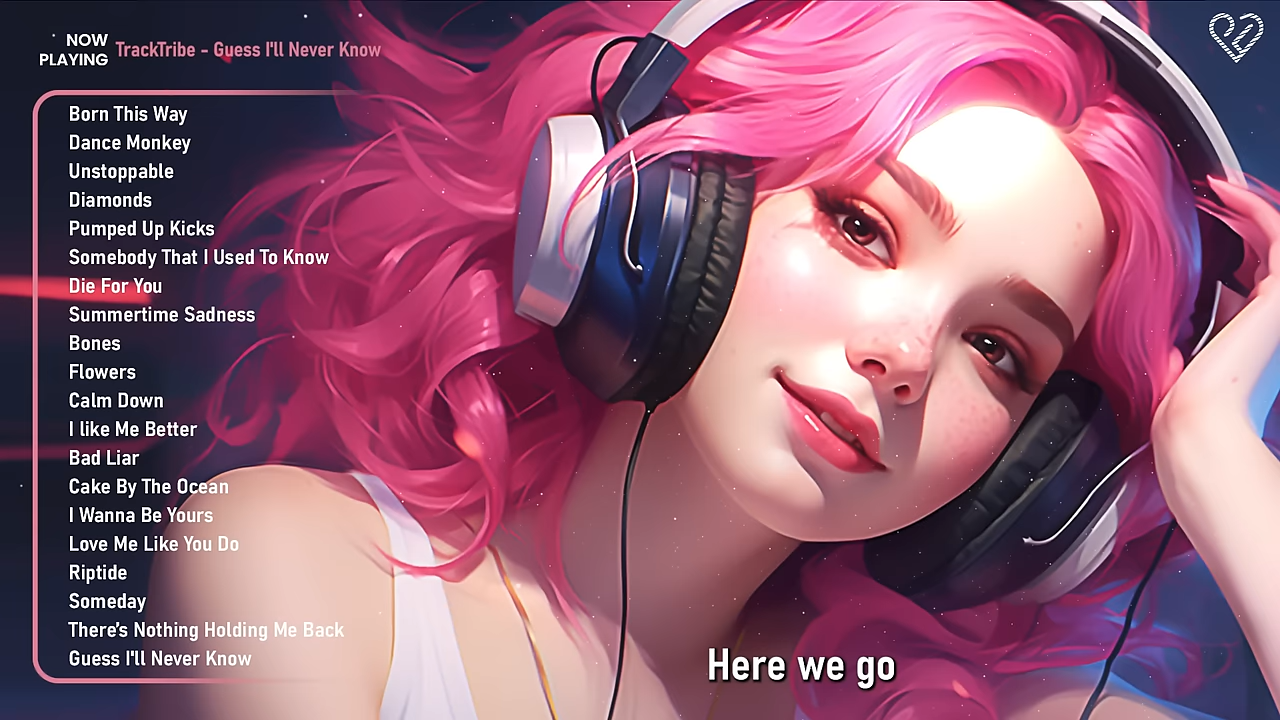 NOW
PLAYING
TrackTribe - Guess I'll Never Know
Born This Way
Dance Monkey
Unstoppable
Diamonds
Pumped Up Kicks
Somebody That I Used To Know
Die For You
Summertime Sadness
Bones
Flowers
Calm Down
I like Me Better
Bad Liar
Cake By The Ocean
I Wanna Be Yours
Love Me Like You Do
Riptide
Someday
There's Nothing Holding Me Back
Guess I'll Never Know
Here we go